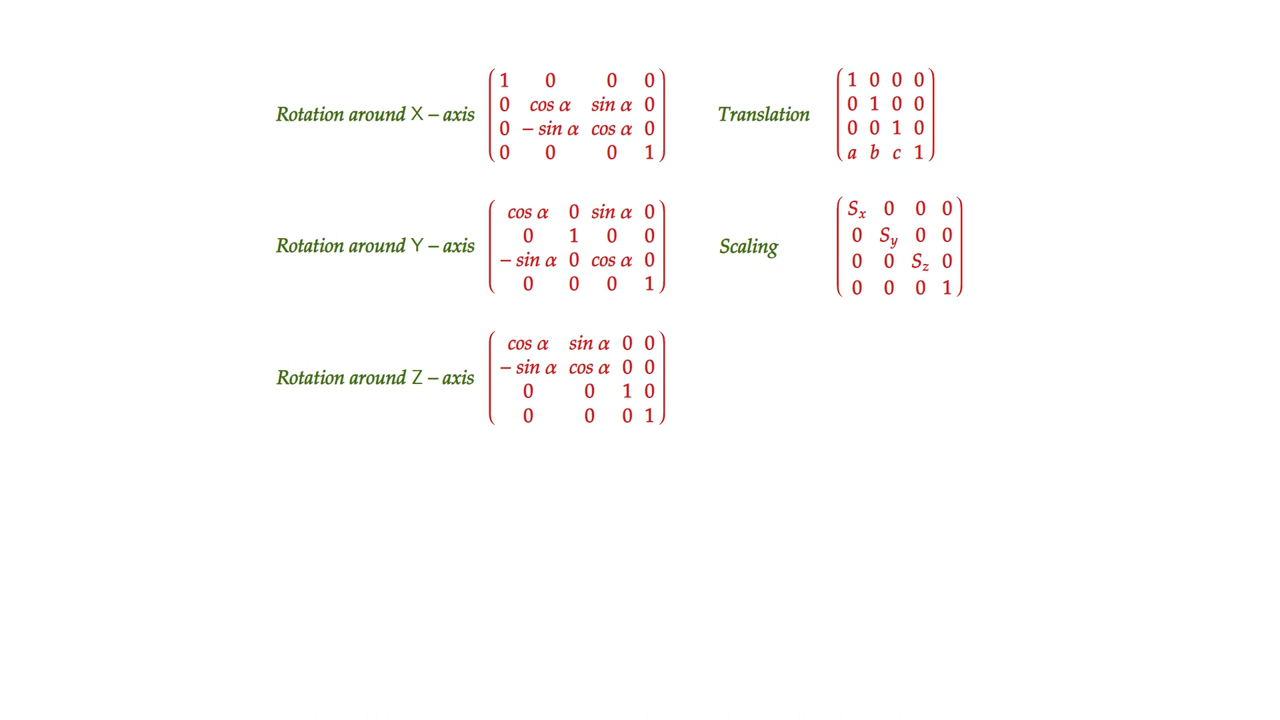 Rotation around X – axis
1 0 0 0
0 cos α sin α 0
0 – sin α cos α 0
0 0 0 1
Translation
1 0 0 0
0 1 0 0
0 0 1 0
a b c 1
Rotation around Y – axis
cos α 0 sin α 0
0 1 0 0
– sin α 0 cos α 0
0 0 0 1
Scaling
Sx 0 0 0
0 Sy 0 0
0 0 Sz 0
0 0 0 1
Rotation around Z – axis
cos α sin α 0 0
– sin α cos α 0 0
0 0 1 0
0 0 0 1